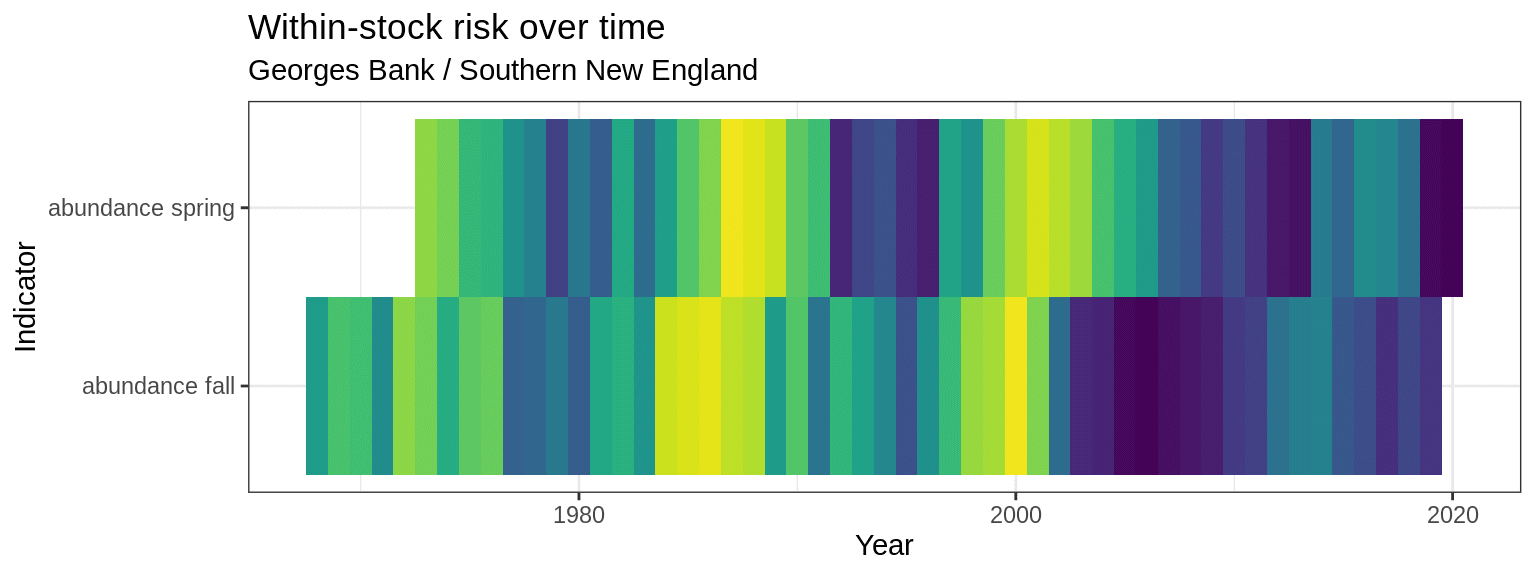 Within-stock risk over time
Georges Bank / Southern New England
Indicator
abundance spring
abundance fall
1980 2000 2020
Year